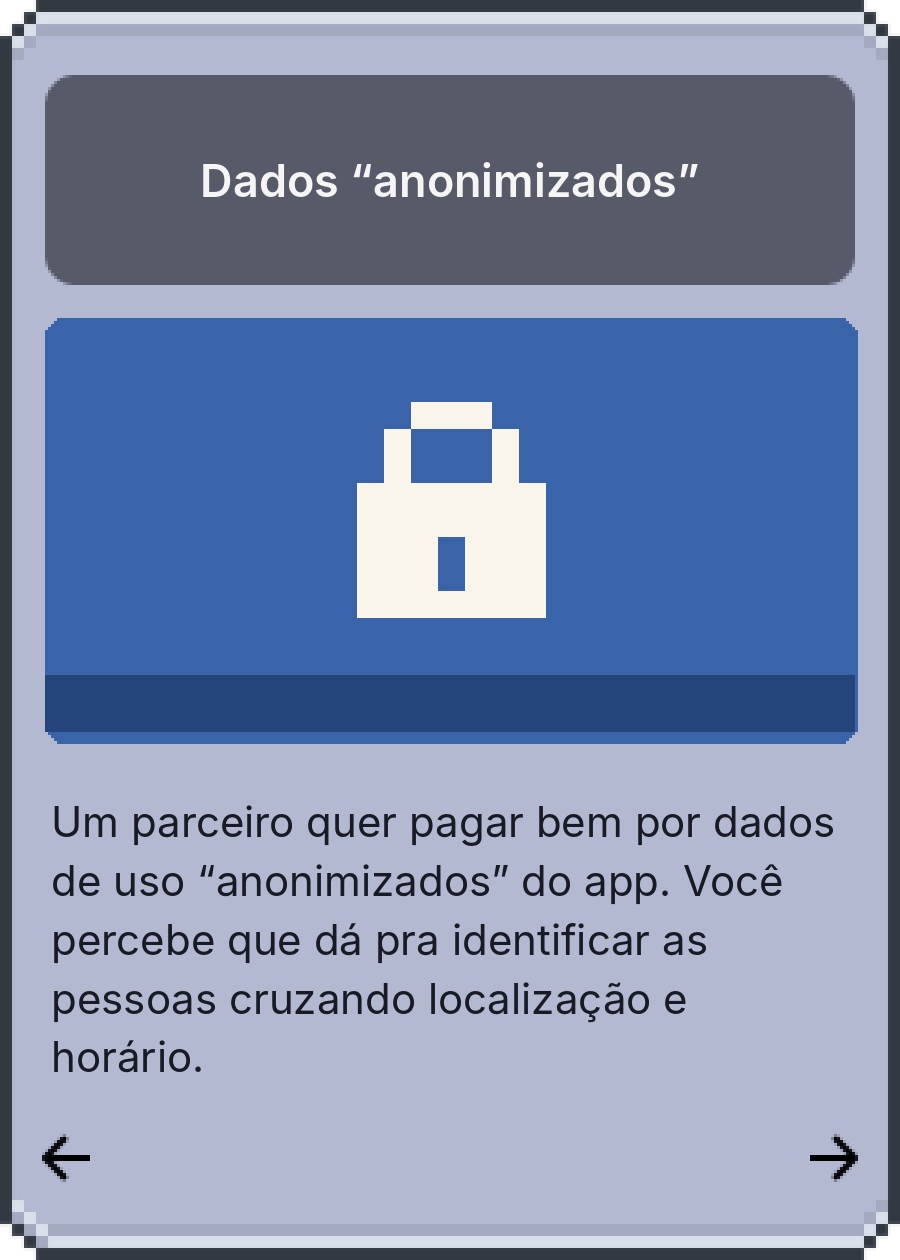 Dados “anonimizados”
Um parceiro quer pagar bem por dados
de uso “anonimizados” do app. Você
percebe que dá pra identificar as
pessoas cruzando localização e
horário.